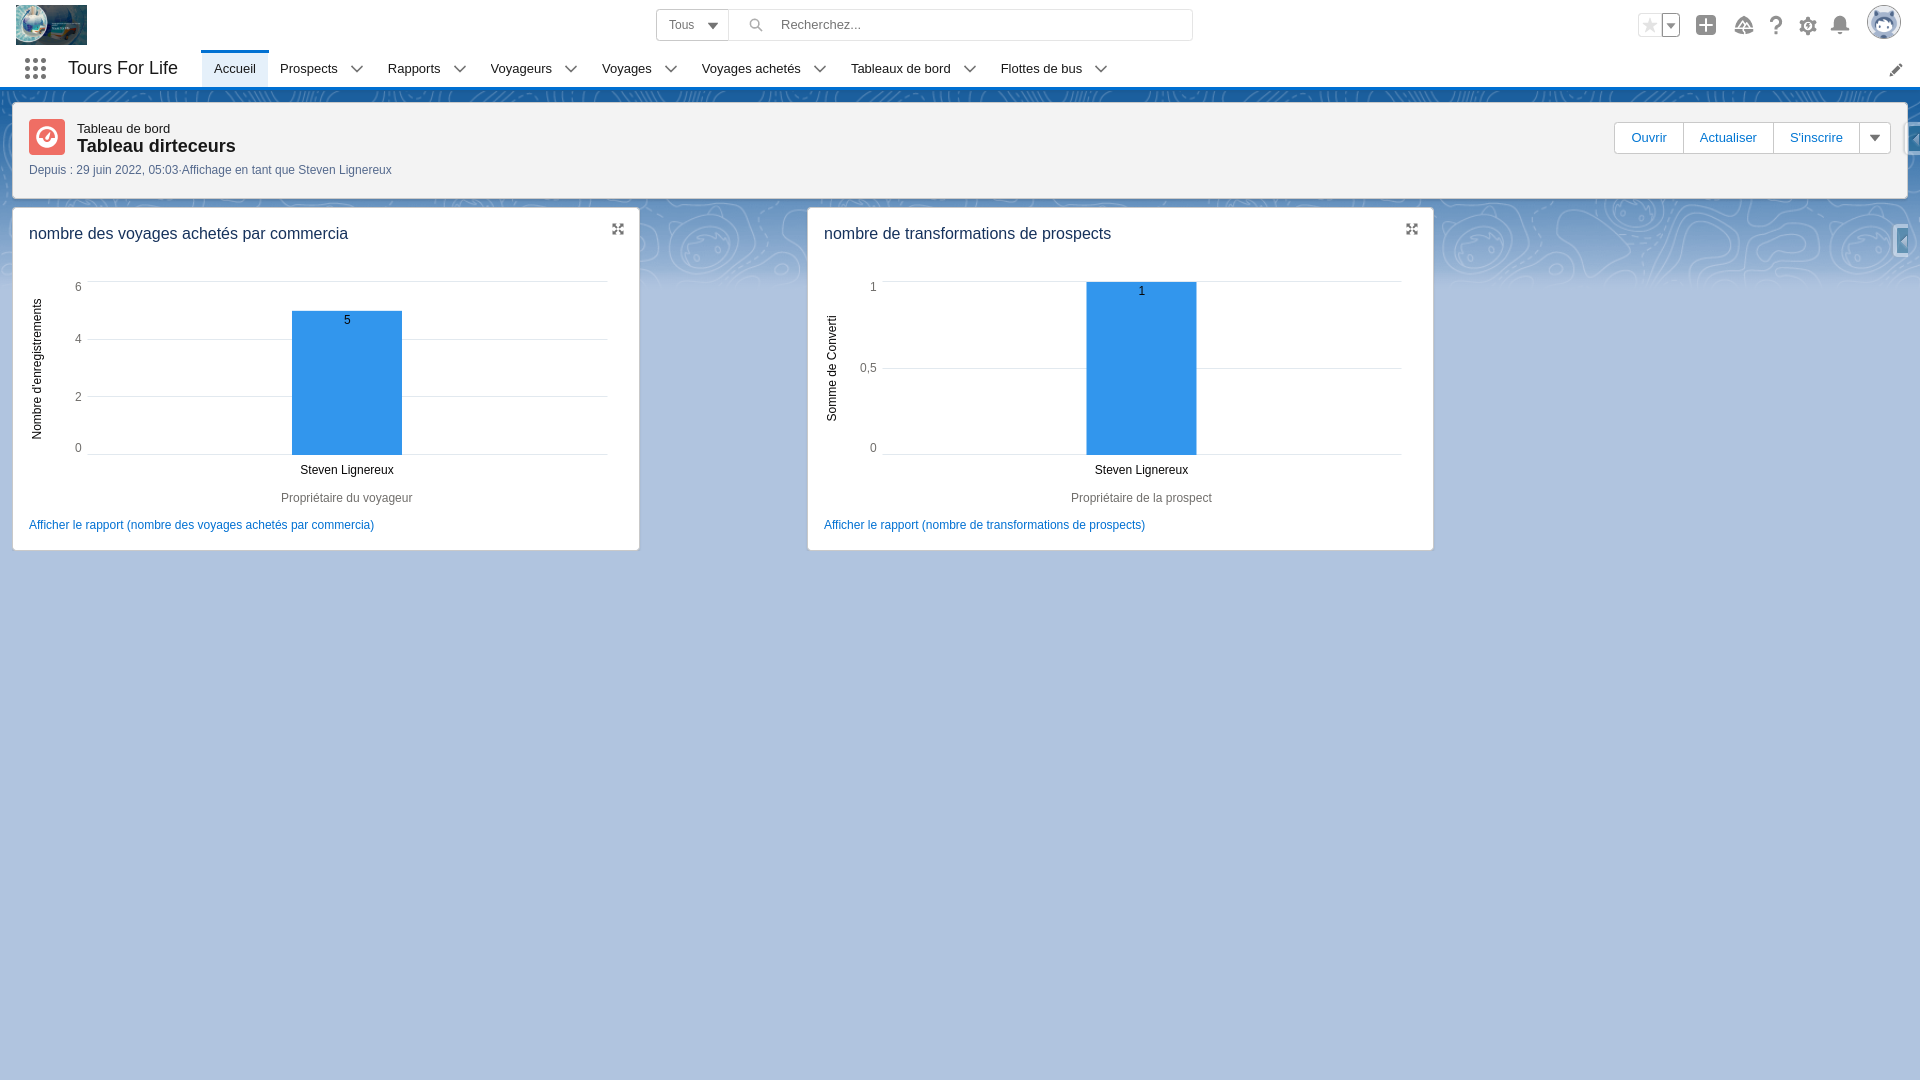 Tous
Recherchez...
Tours For Life
Accueil
Prospects
Rapports
Voyageurs
Voyages
Voyages achetés
Tableaux de bord
Flottes de bus
Tableau de bord
Tableau dirteceurs
Depuis : 29 juin 2022, 05:03·Affichage en tant que Steven Lignereux
Ouvrir
Actualiser
S'inscrire
nombre des voyages achetés par commercia
Nombre d'enregistrements
6
4
2
0
5
Steven Lignereux
Propriétaire du voyageur
Afficher le rapport (nombre des voyages achetés par commercia)
nombre de transformations de prospects
Somme de Converti
1
0,5
0
1
Steven Lignereux
Propriétaire de la prospect
Afficher le rapport (nombre de transformations de prospects)